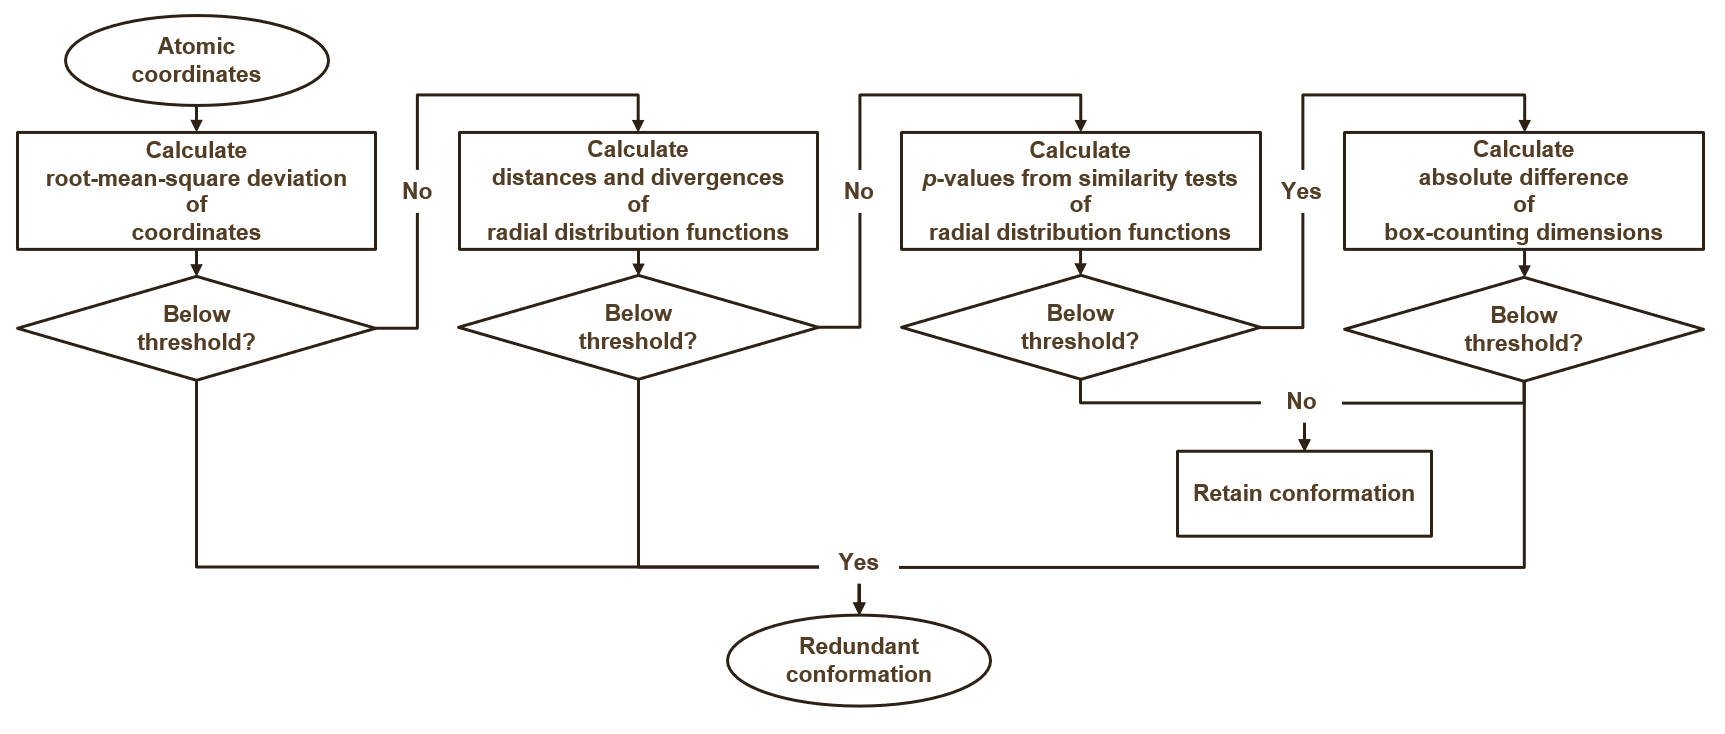 Atomic
coordinates
Calculate
root-mean-square deviation
of
coordinates
Below
threshold?
No
Calculate
distances and divergences
of
radial distribution functions
Below
threshold?
No
Calculate
p-values from similarity tests
of
radial distribution functions
Below
threshold?
Yes
Calculate
absolute difference
of
box-counting dimensions
Below
threshold?
No
Retain conformation
Yes
Redundant
conformation